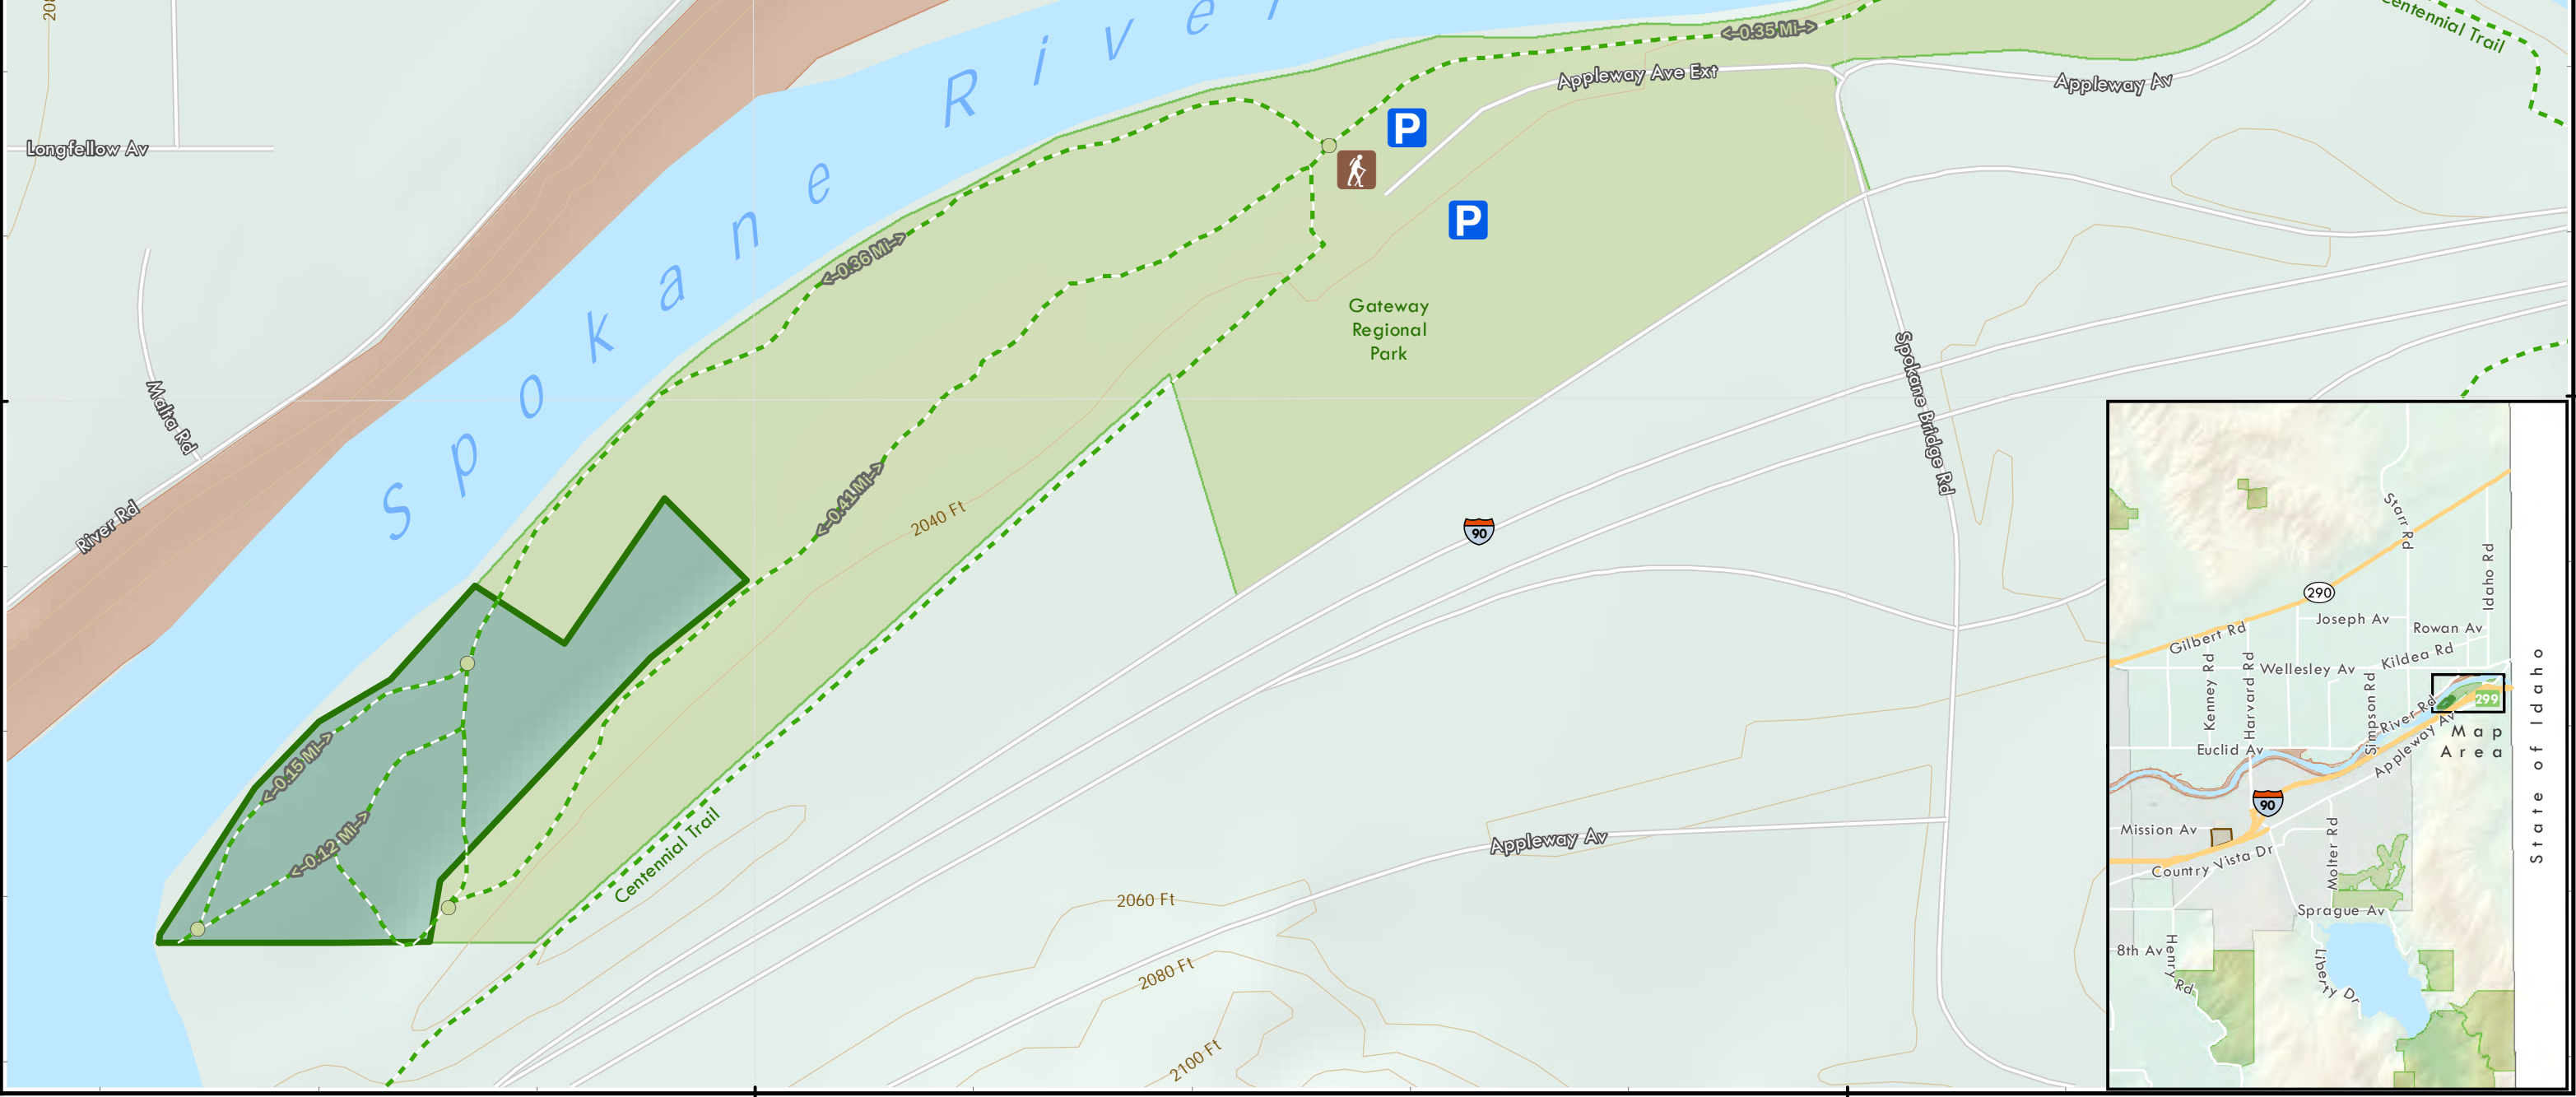 208
Spokane River
<-0.35 Mi->
Centennial Trail
Appleway Ave Ext
Appleway Av
Longfellow Av
P
P
<-0.36 Mi->
Gateway
Regional
Park
Malta Rd
River Rd
<-0.41 Mi->
2040 Ft
90
Spokane Bridge Rd
<-0.15 Mi->
<-0.12 Mi->
Centennial Trail
Appleway Av
2060 Ft
2080 Ft
2100 Ft
Starr Rd
Idaho Rd
290
Joseph Av
Gilbert Rd
Rowan Av
Kildea Rd
Wellesley Av
Kenney Rd
Harvard Rd
Simpson Rd
River Rd
299
Map
Area
Euclid Av
Appleway Av
State of Idaho
90
Mission Av
Country Vista Dr
Molter Rd
Sprague Av
8th Av
Henry Rd
Liberty Dr